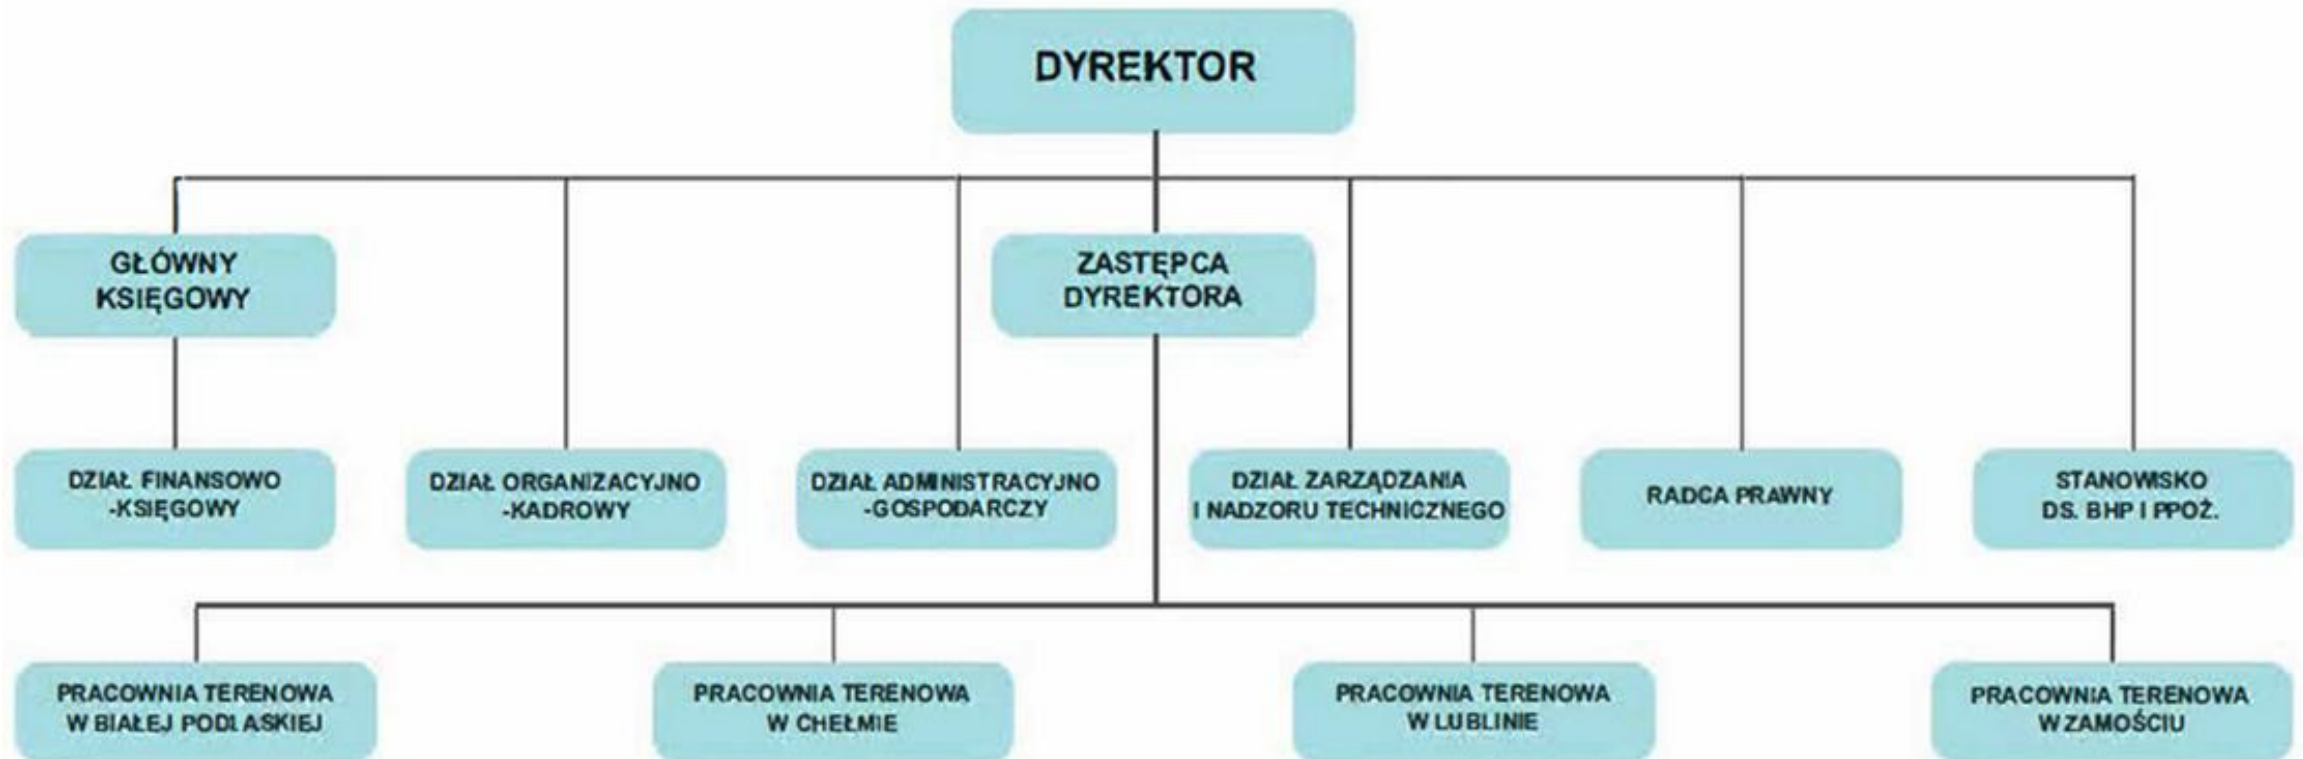 DYREKTOR
GŁÓWNY
KSIĘGOWY
ZASTĘPCA
DYREKTORA
DZIAŁ FINANSOWO
-KSIĘGOWY
DZIAŁ ORGANIZACYJNO
-KADROWY
DZIAŁ ADMINISTRACYJNO
-GOSPODARCZY
DZIAŁ ZARZĄDZANIA
I NADZORU TECHNICZNEGO
RADCA PRAWNY
STANOWISKO
DS. BHP I PPOŻ.
PRACOWNIA TERENOWA
W BIAŁEJ PODLASKIEJ
PRACOWNIA TERENOWA
W CHEŁMIE
PRACOWNIA TERENOWA
W LUBLINIE
PRACOWNIA TERENOWA
W ZAMOŚCIU